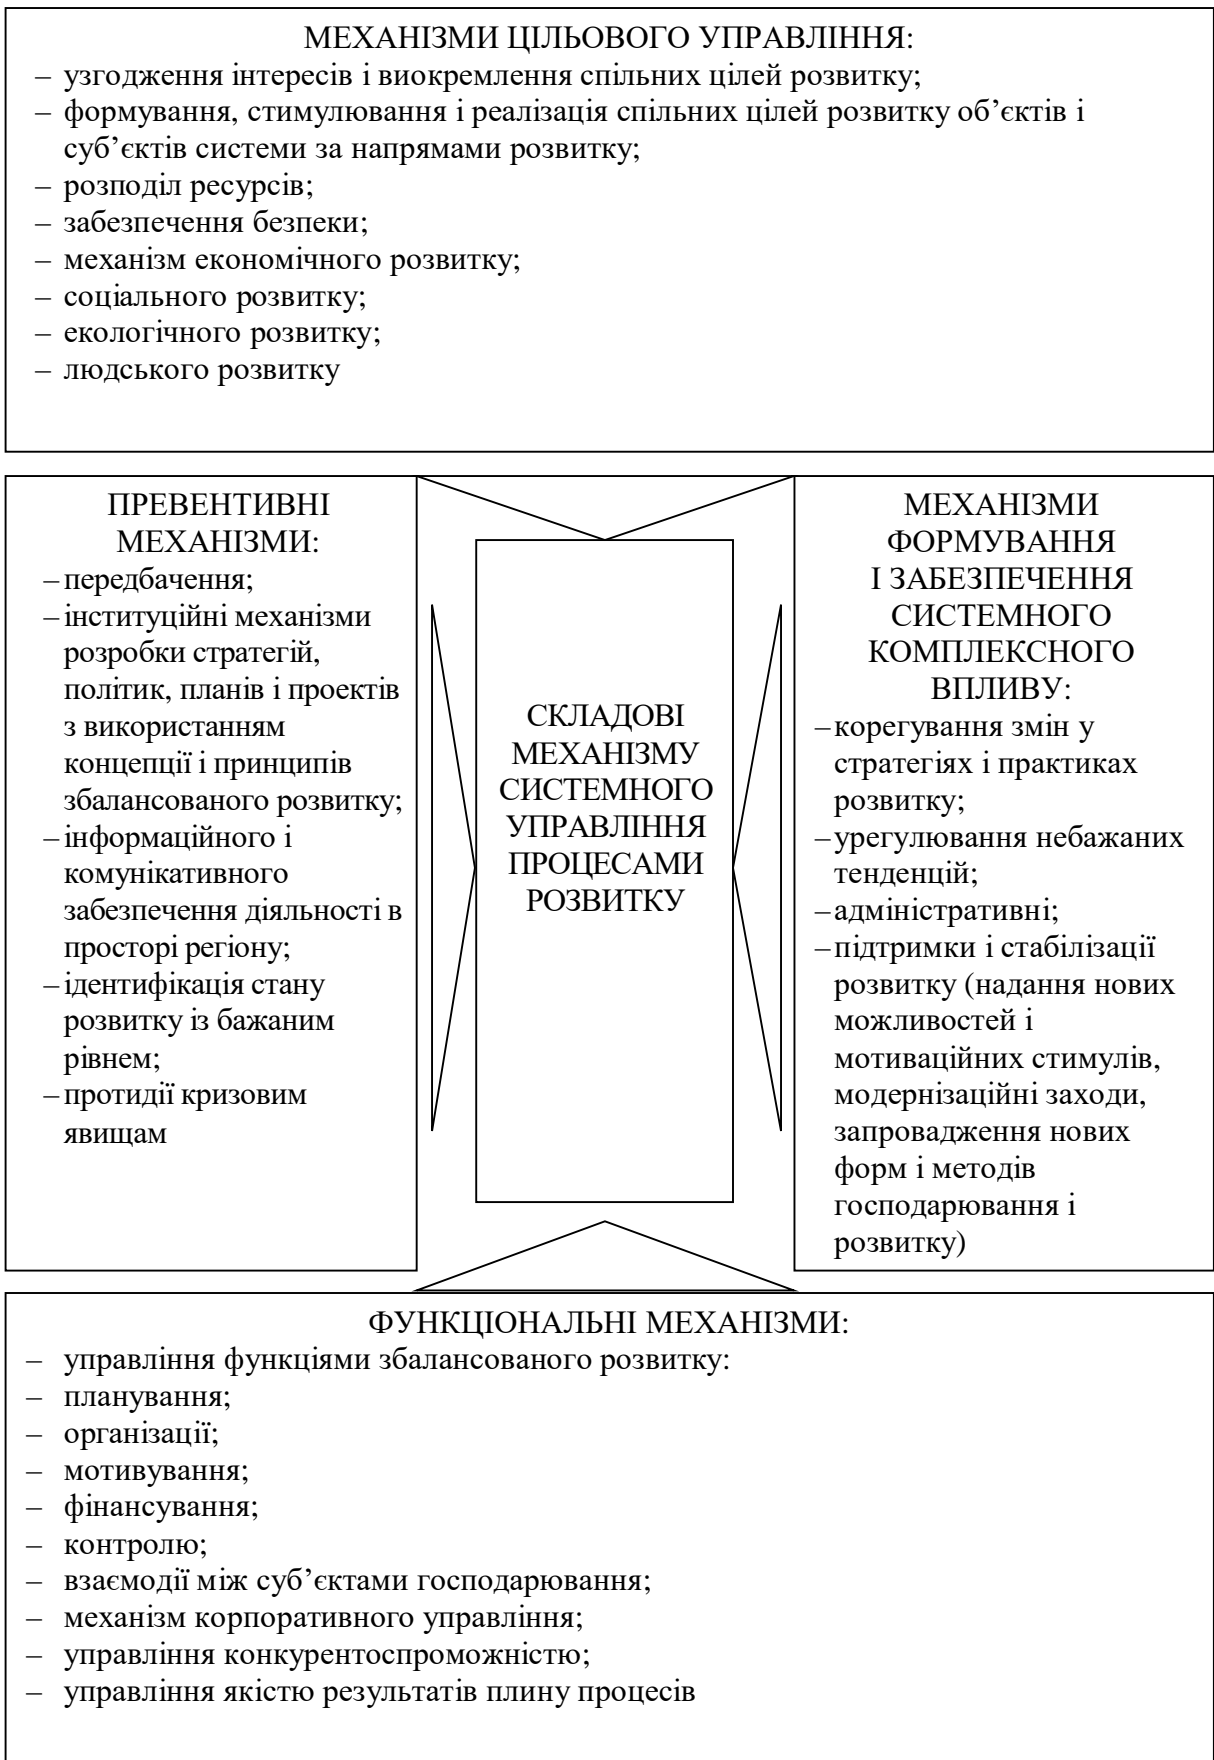 МЕХАНІЗМИ ЦІЛЬОВОГО УПРАВЛІННЯ:
– узгодження інтересів і виокремлення спільних цілей розвитку;
– формування, стимулювання і реалізація спільних цілей розвитку об’єктів і
суб’єктів системи за напрямами розвитку;
– розподіл ресурсів;
– забезпечення безпеки;
– механізм економічного розвитку;
– соціального розвитку;
– екологічного розвитку;
– людського розвитку
ПРЕВЕНТИВНІ
МЕХАНІЗМИ:
– передбачення;
– інституційні механізми
розробки стратегій,
політик, планів і проектів
з використанням
концепції і принципів
збалансованого розвитку;
– інформаційного і
комунікативного
забезпечення діяльності в
просторі регіону;
– ідентифікація стану
розвитку із бажаним
рівнем;
– протидії кризовим
явищам
СКЛАДОВІ
МЕХАНІЗМУ
СИСТЕМНОГО
УПРАВЛІННЯ
ПРОЦЕСАМИ
РОЗВИТКУ
МЕХАНІЗМИ
ФОРМУВАННЯ
І ЗАБЕЗПЕЧЕННЯ
СИСТЕМНОГО
КОМПЛЕКСНОГО
ВПЛИВУ:
– корегування змін у
стратегіях і практиках
розвитку;
– урегулювання небажаних
тенденцій;
– адміністративні;
– підтримки і стабілізації
розвитку (надання нових
можливостей і
мотиваційних стимулів,
модернізаційні заходи,
запровадження нових
форм і методів
господарювання і
розвитку)
ФУНКЦІОНАЛЬНІ МЕХАНІЗМИ:
– управління функціями збалансованого розвитку:
– планування;
– організації;
– мотивування;
– фінансування;
– контролю;
– взаємодії між суб’єктами господарювання;
– механізм корпоративного управління;
– управління конкурентоспроможністю;
– управління якістю результатів плину процесів